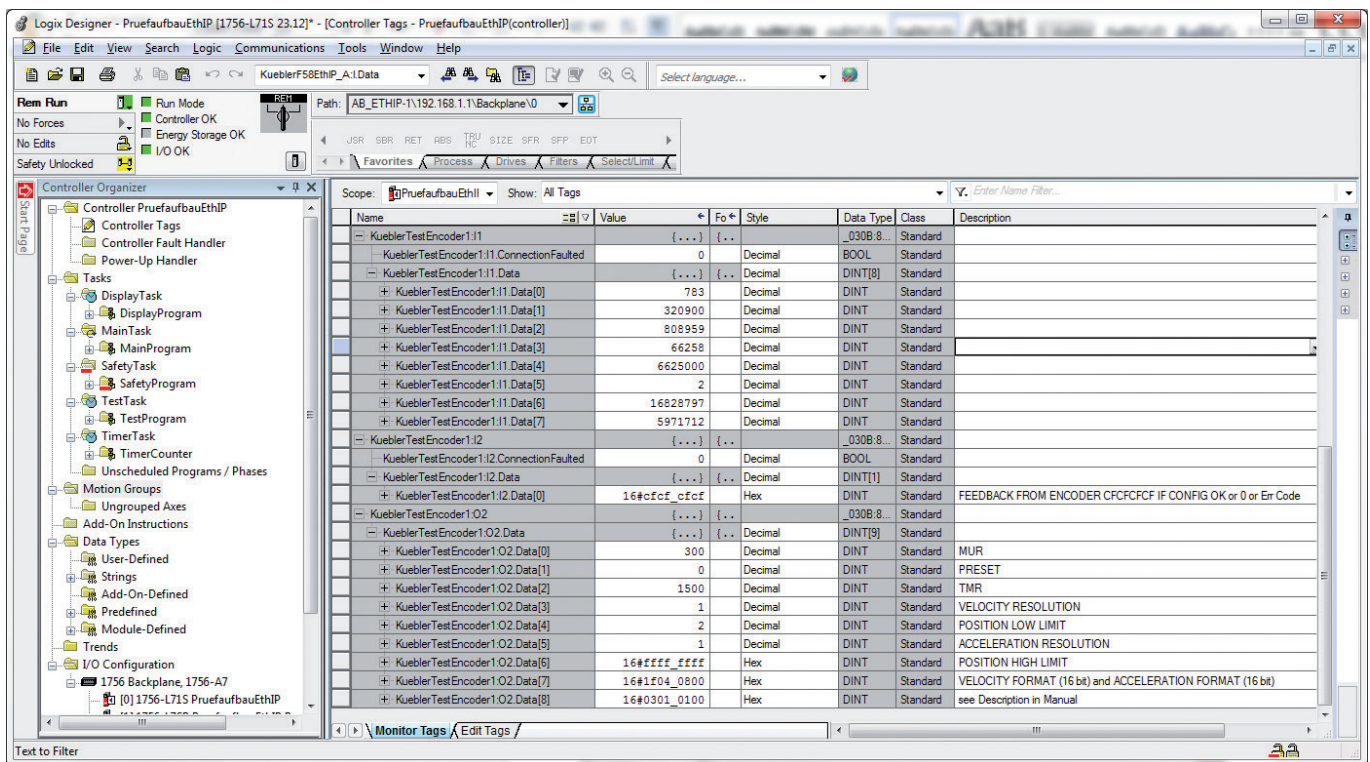 Logix Designer - PruefaufbauEthIP [1756-L71S 23.12]* - [Controller Tags - PruefaufbauEthIP(controller)]
File Edit View Search Logic Communications Tools Window Help
KueblerF58EthIP_A:I.Data Select language...
Rem Run Run Mode REM Path: AB_ETHIP-1\192.168.1.1\Backplane\0
No Forces Controller OK
No Edits Energy Storage OK JSR SBR RET ABS TRU NC SIZE SFR SFP EOT
Safety Unlocked I/O OK Favorites Process Drives Filters Select/Limit
Start Page
Controller Organizer
Controller PruefaufbauEthIP
Controller Tags
Controller Fault Handler
Power-Up Handler
Tasks
DisplayTask
DisplayProgram
MainTask
MainProgram
SafetyTask
SafetyProgram
TestTask
TestProgram
TimerTask
TimerCounter
Unscheduled Programs / Phases
Motion Groups
Ungrouped Axes
Add-On Instructions
Data Types
User-Defined
Strings
Add-On-Defined
Predefined
Module-Defined
Trends
I/O Configuration
1756 Backplane, 1756-A7
[0] 1756-L71S PruefaufbauEthIP
Scope: PruefaufbauEthII Show: All Tags Enter Name Filter...
Name Value Fo Style Data Type Class Description
KueblerTestEncoder1:I1 {...} {.. _030B:8... Standard
KueblerTestEncoder1:I1.ConnectionFaulted 0 Decimal BOOL Standard
KueblerTestEncoder1:I1.Data {...} {.. Decimal DINT[8] Standard
KueblerTestEncoder1:I1.Data[0] 783 Decimal DINT Standard
KueblerTestEncoder1:I1.Data[1] 320900 Decimal DINT Standard
KueblerTestEncoder1:I1.Data[2] 808959 Decimal DINT Standard
KueblerTestEncoder1:I1.Data[3] 66258 Decimal DINT Standard
KueblerTestEncoder1:I1.Data[4] 6625000 Decimal DINT Standard
KueblerTestEncoder1:I1.Data[5] 2 Decimal DINT Standard
KueblerTestEncoder1:I1.Data[6] 16828797 Decimal DINT Standard
KueblerTestEncoder1:I1.Data[7] 5971712 Decimal DINT Standard
KueblerTestEncoder1:I2 {...} {.. _030B:8... Standard
KueblerTestEncoder1:I2.ConnectionFaulted 0 Decimal BOOL Standard
KueblerTestEncoder1:I2.Data {...} {.. Decimal DINT[1] Standard
KueblerTestEncoder1:I2.Data[0] 16#cfcf_cfcf Hex DINT Standard FEEDBACK FROM ENCODER CFCFCFCF IF CONFIG OK or 0 or Err Code
KueblerTestEncoder1:O2 {...} {.. _030B:8... Standard
KueblerTestEncoder1:O2.Data {...} {.. Decimal DINT[9] Standard
KueblerTestEncoder1:O2.Data[0] 300 Decimal DINT Standard MUR
KueblerTestEncoder1:O2.Data[1] 0 Decimal DINT Standard PRESET
KueblerTestEncoder1:O2.Data[2] 1500 Decimal DINT Standard TMR
KueblerTestEncoder1:O2.Data[3] 1 Decimal DINT Standard VELOCITY RESOLUTION
KueblerTestEncoder1:O2.Data[4] 2 Decimal DINT Standard POSITION LOW LIMIT
KueblerTestEncoder1:O2.Data[5] 1 Decimal DINT Standard ACCELERATION RESOLUTION
KueblerTestEncoder1:O2.Data[6] 16#ffff_ffff Hex DINT Standard POSITION HIGH LIMIT
KueblerTestEncoder1:O2.Data[7] 16#1f04_0800 Hex DINT Standard VELOCITY FORMAT (16 bit) and ACCELERATION FORMAT (16 bit)
KueblerTestEncoder1:O2.Data[8] 16#0301_0100 Hex DINT Standard see Description in Manual
Monitor Tags Edit Tags
Text to Filter